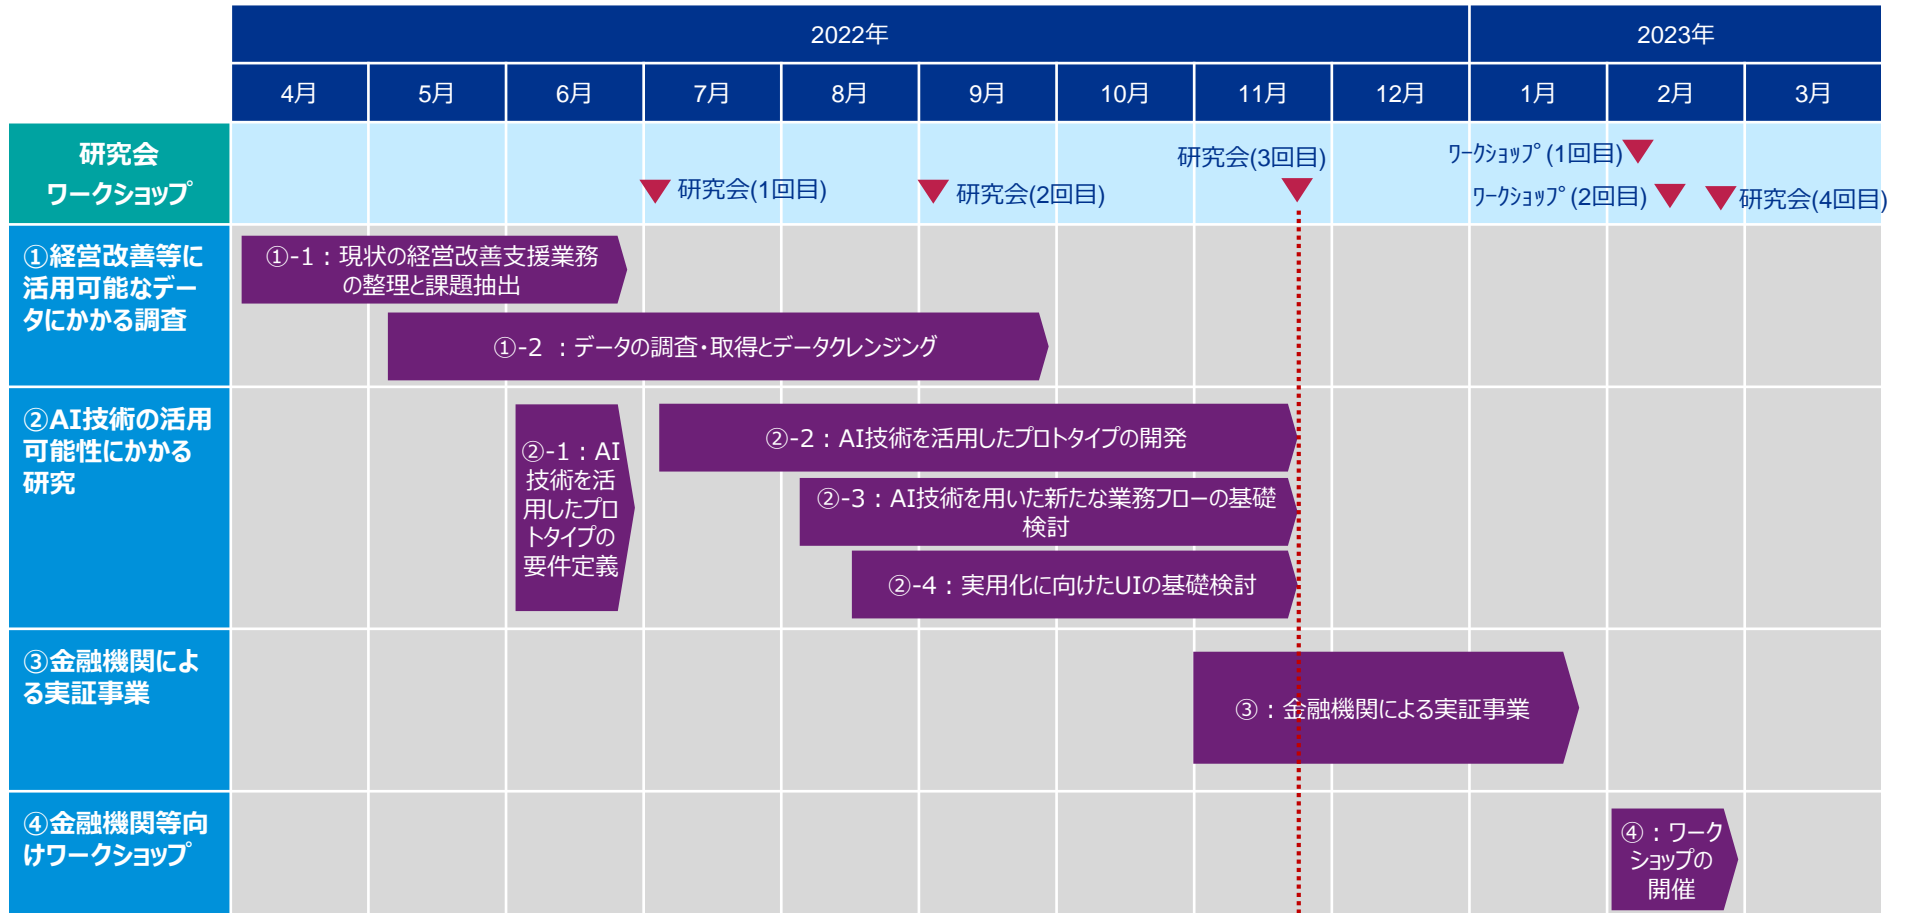 2022年
2023年
4月
5月
6月
7月
8月
9月
10月
11月
12月
1月
2月
3月
研究会
ワークショップ
研究会(1回目)
研究会(2回目)
研究会(3回目)
ﾜｰｸｼｮｯﾌﾟ(1回目)
ﾜｰｸｼｮｯﾌﾟ(2回目)
研究会(4回目)
①経営改善等に
活用可能なデー
タにかかる調査
①-1：現状の経営改善支援業務
の整理と課題抽出
①-2 ：データの調査・取得とデータクレンジング
②AI技術の活用
可能性にかかる
研究
②-1：AI
技術を活
用したプロ
トタイプの
要件定義
②-2：AI技術を活用したプロトタイプの開発
②-3：AI技術を用いた新たな業務フローの基礎
検討
②-4：実用化に向けたUIの基礎検討
③金融機関によ
る実証事業
③：金融機関による実証事業
④金融機関等向
けワークショップ
④：ワーク
ショップの
開催